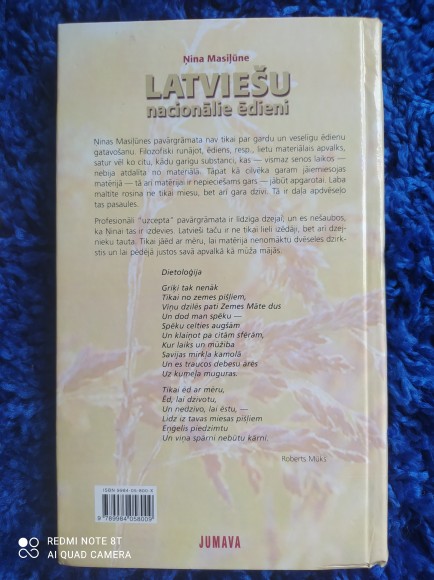 Ņina Masiļūne
LATVIEŠU
nacionālie ēdieni
Ninas Masiļūnes pavārgrāmata nav tikai par gardu un veselīgu ēdienu
gatavošanu. Filozofiski runājot, ēdiens, resp., lietu materiālais apvalks,
satur vēl ko citu, kādu garīgu substanci, kas — vismaz senos laikos —
nebija atdalīta no matērijas. Tāpat kā cilvēka garam jāiemiesojas
matērijā — tā arī matērijai ir nepieciešams gars — jābūt apgarotai. Laba
maltīte rosina ne tikai miesu, bet arī gara dzīvi. Tā ir daļa apdvēseļo
tas pasaules.
Profesionāli "uzcepta" pavārgrāmata ir līdzīga dzejai, un es nešaubos,
ka Ninai tas ir izdevies. Latvieši taču ir ne tikai lieli izēdāji, bet arī dzej-
nieku tauta. Tikai jāēd ar mēru, lai matērija nenomāktu dvēseles dzirk-
stis un lai pēdējā justos savā apvalkā kā mūža mājās.
Dietoloģija
Griķi tak nenāk
Tikai no zemes pīšļiem,
Viņu dzīlēs pati Zemes Māte dus
Un dod man spēku —
Spēku celties augšām
Un klaiņot pa citām sfērām,
Kur laiks un mūžība
Savijas mirkļa kamolā
Un es traucos debesu ārēs
Uz kumeļa muguras.
Tikai ēd ar mēru,
Ēd, lai dzīvotu,
Un nedzīvo, lai ēstu, —
Līdz iz tavas miesas pīšļiem
Eņģelis piedzimtu
Un viņa spārni nebūtu kārni.
Roberts Mūks
ISBN 9984-05-800-X
9 789984 058009
JUMAVA
REDMI NOTE 8T
AI QUAD CAMERA